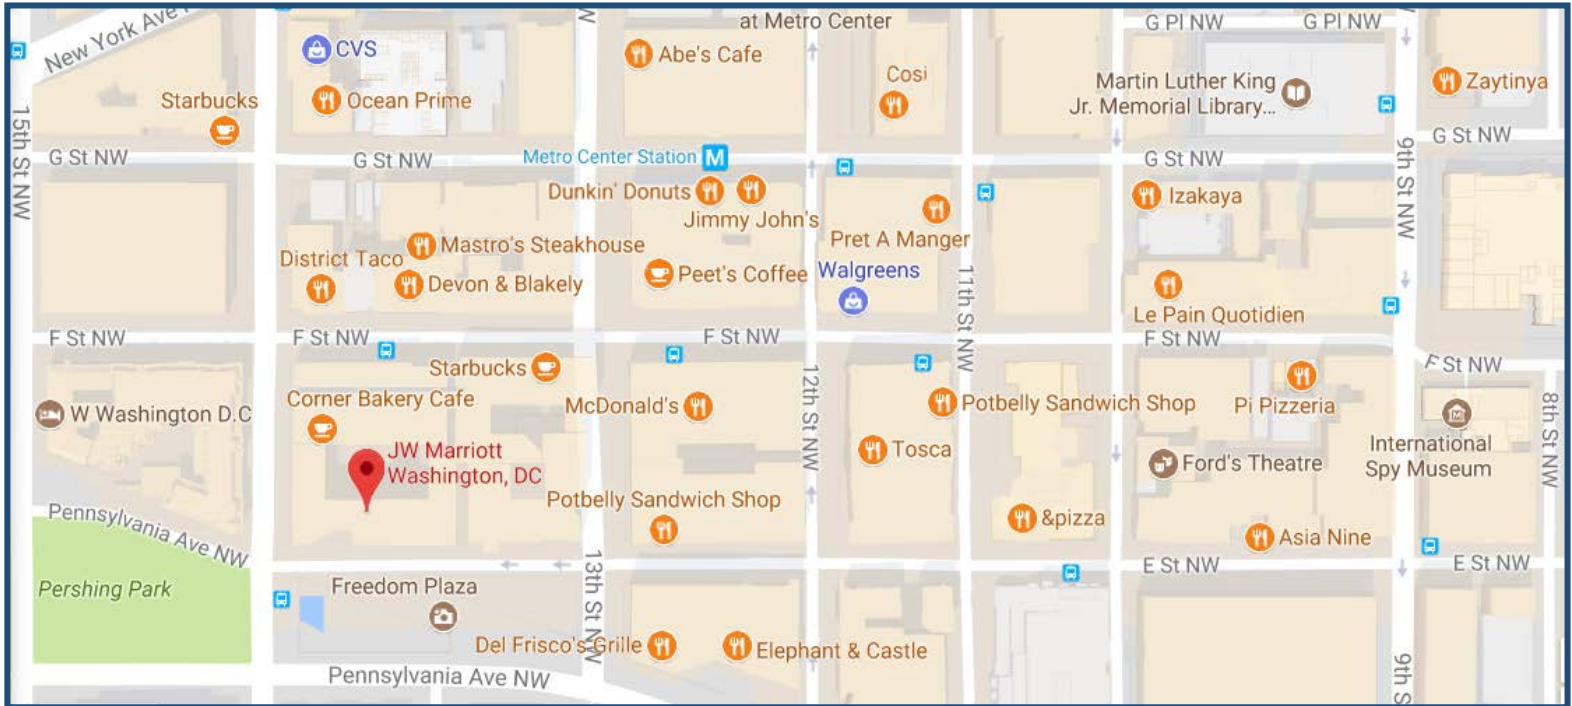 New York Ave
CVS
Ocean Prime
Starbucks
15th St NW
G St NW
G St NW
W
Abe's Cafe
at Metro Center
Cosi
G Pl NW
G Pl NW
Martin Luther King
Jr. Memorial Library...
Zaytinya
G St NW
9th St NW
Metro Center Station
M
G St NW
Dunkin' Donuts
Jimmy John's
Pret A Manger
Izakaya
Mastro's Steakhouse
District Taco
Devon & Blakely
Peet's Coffee
Walgreens
11th St NW
Le Pain Quotidien
F St NW
F St NW
F St NW
F St NW
F St NW
Starbucks
Corner Bakery Cafe
McDonald's
12th St NW
Potbelly Sandwich Shop
Pi Pizzeria
W Washington D.C
JW Marriott
Washington, DC
Tosca
Ford's Theatre
International
Spy Museum
8th St NW
Potbelly Sandwich Shop
&pizza
Asia Nine
Pennsylvania Ave NW
E St NW
E St NW
13th St NW
Pershing Park
Freedom Plaza
Del Frisco's Grille
Elephant & Castle
Pennsylvania Ave NW
9th S